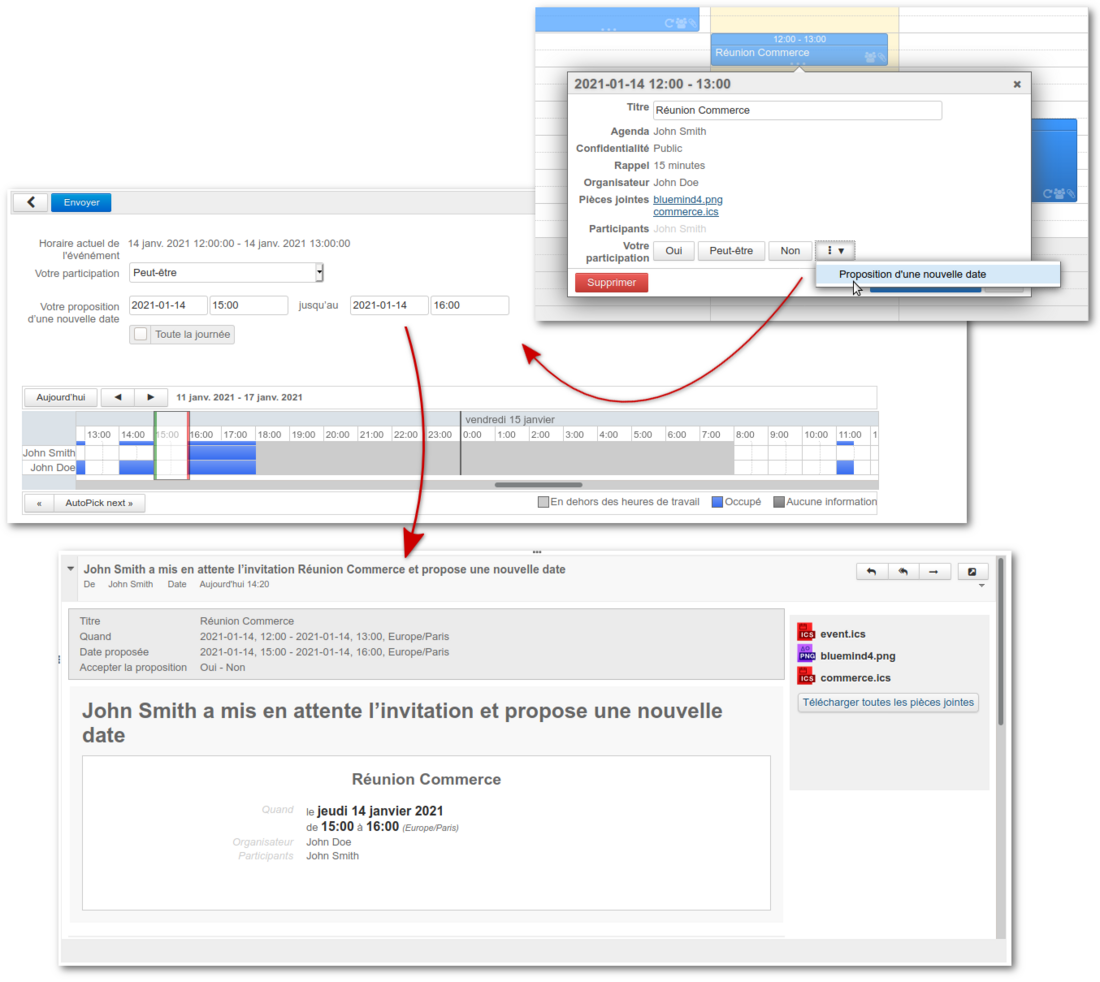 12:00 - 13:00
Réunion Commerce
2021-01-14 12:00 - 13:00
Titre Réunion Commerce
Agenda John Smith
Confidentialité Public
Rappel 15 minutes
Organisateur John Doe
Pièces jointes bluemind4.png
commerce.ics
Participants John Smith
Votre participation Oui Peut-être Non
Proposition d'une nouvelle date
Supprimer
Envoyer
Horaire actuel de 14 janv. 2021 12:00:00 - 14 janv. 2021 13:00:00
l'événement
Votre participation Peut-être
Votre proposition 2021-01-14 15:00 jusqu'au 2021-01-14 16:00
d'une nouvelle date
Toute la journée
Aujourd'hui ◀ ▶ 11 janv. 2021 - 17 janv. 2021
vendredi 15 janvier
13:00 14:00 15:00 16:00 17:00 18:00 19:00 20:00 21:00 22:00 23:00 0:00 1:00 2:00 3:00 4:00 5:00 6:00 7:00 8:00 9:00 10:00 11:00 1
John Smith
John Doe
« AutoPick next » En dehors des heures de travail Occupé Aucune information
John Smith a mis en attente l'invitation Réunion Commerce et propose une nouvelle date
De John Smith Date Aujourd'hui 14:20
Titre Réunion Commerce
Quand 2021-01-14, 12:00 - 2021-01-14, 13:00, Europe/Paris
Date proposée 2021-01-14, 15:00 - 2021-01-14, 16:00, Europe/Paris
Accepter la proposition Oui - Non
ICS event.ics
PNG bluemind4.png
ICS commerce.ics
Télécharger toutes les pièces jointes
John Smith a mis en attente l'invitation et propose une nouvelle
date
Réunion Commerce
Quand le jeudi 14 janvier 2021
de 15:00 à 16:00 (Europe/Paris)
Organisateur John Doe
Participants John Smith